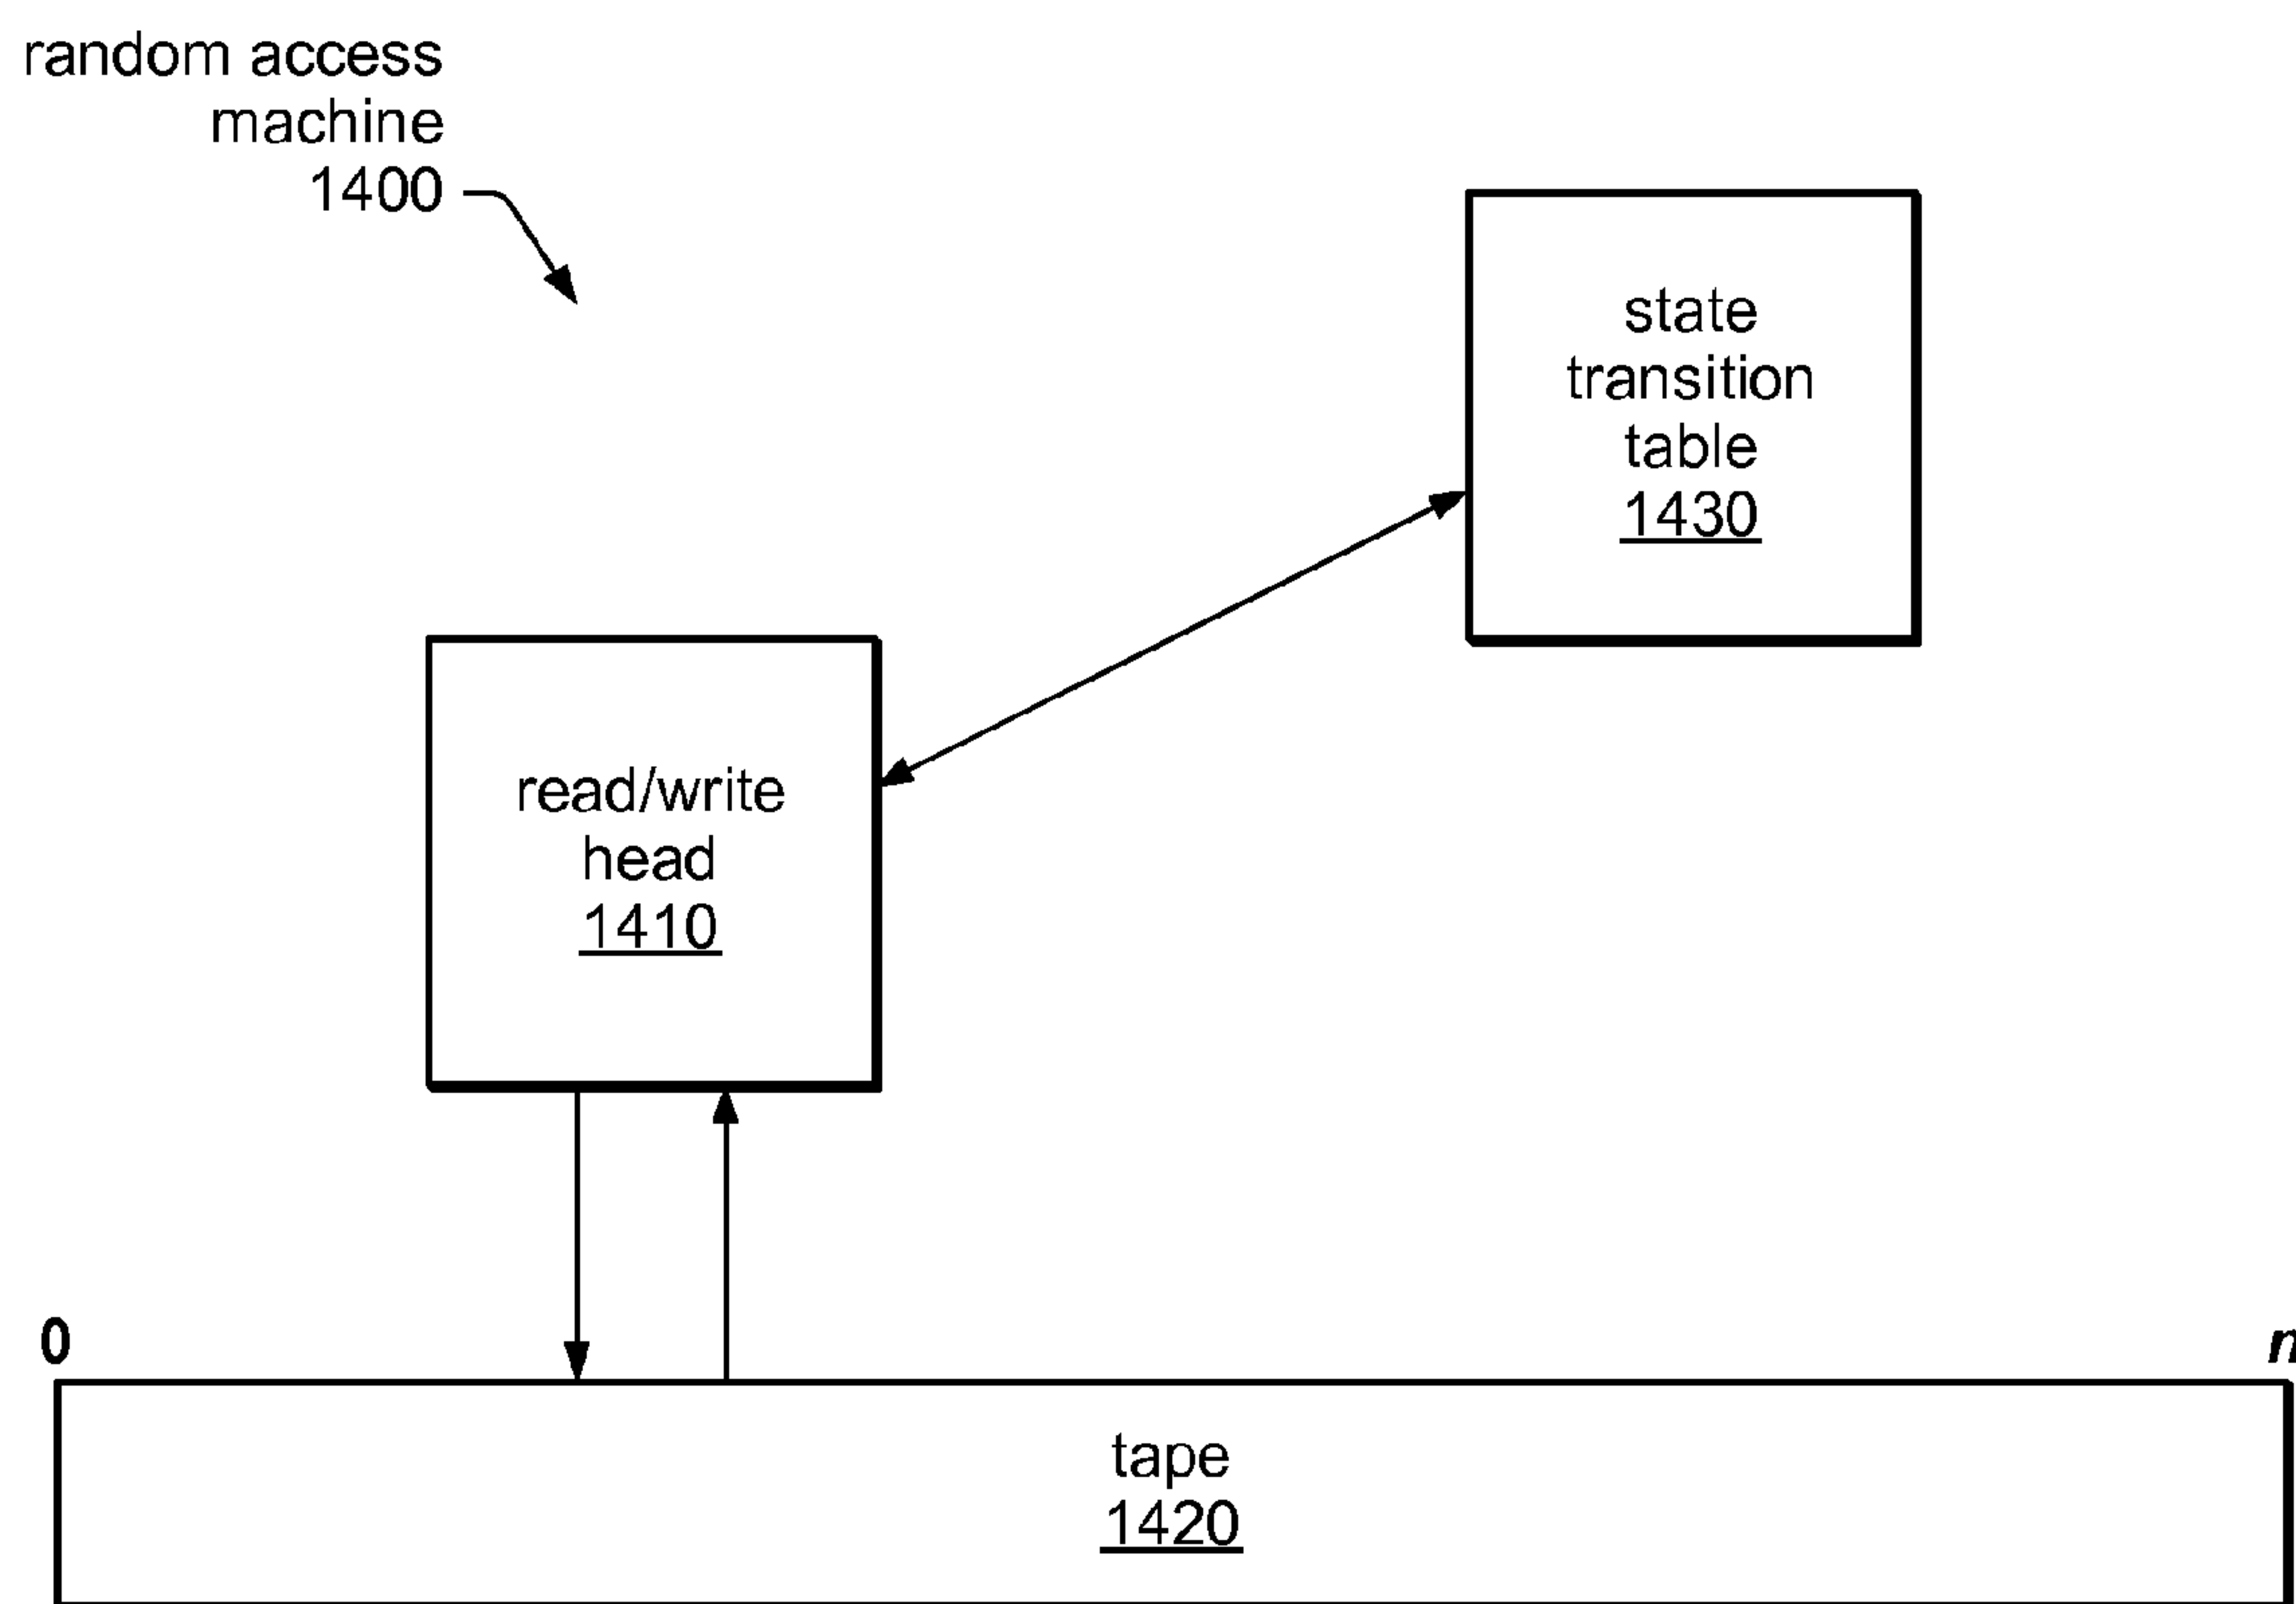 random access
machine
1400
state
transition
table
1430
read/write
head
1410
0
tape
1420